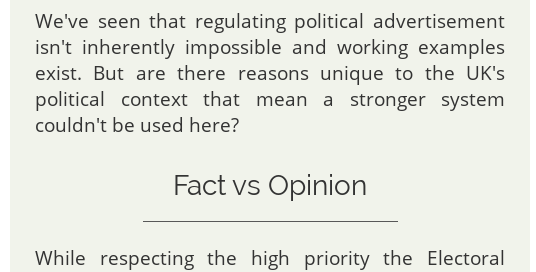 We've seen that regulating political advertisement
isn't inherently impossible and working examples
exist. But are there reasons unique to the UK's
political context that mean a stronger system
couldn't be used here?
Fact vs Opinion
While respecting the high priority the Electoral